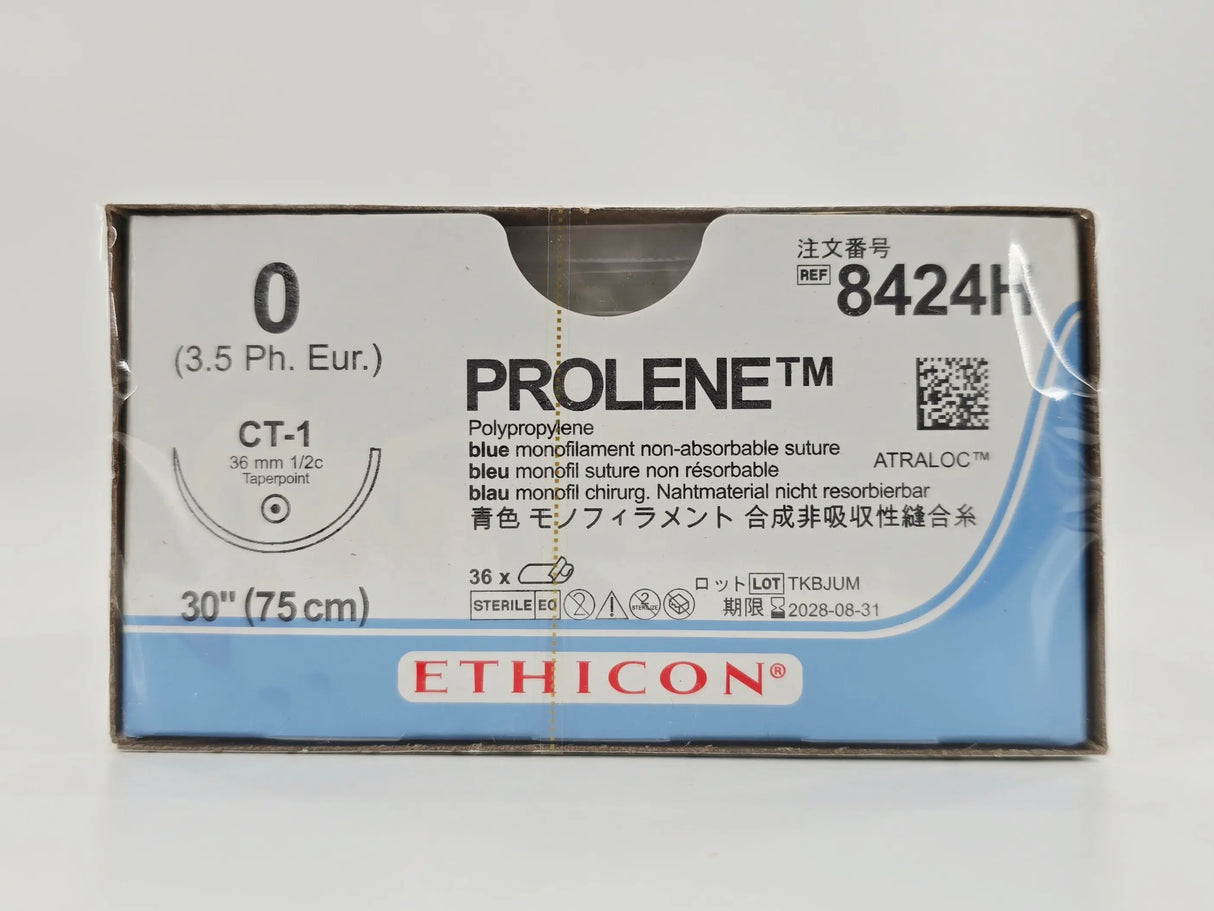 0
(3.5 Ph. Eur.)
CT-1
36 mm 1/2c
Taperpoint
30" (75 cm)
注文番号
REF 8424H
PROLENE™
Polypropylene
blue monofilament non-absorbable suture
bleu monofil suture non résorbable
blau monofil chirurg. Nahtmaterial nicht resorbierbar
青色 モノフィラメント 合成非吸収性縫合糸
ATRALOC™
36 x
ロット LOT TKBJUM
STERILE EO 2 2 STERILIZE
期限 2028-08-31
ETHICON®